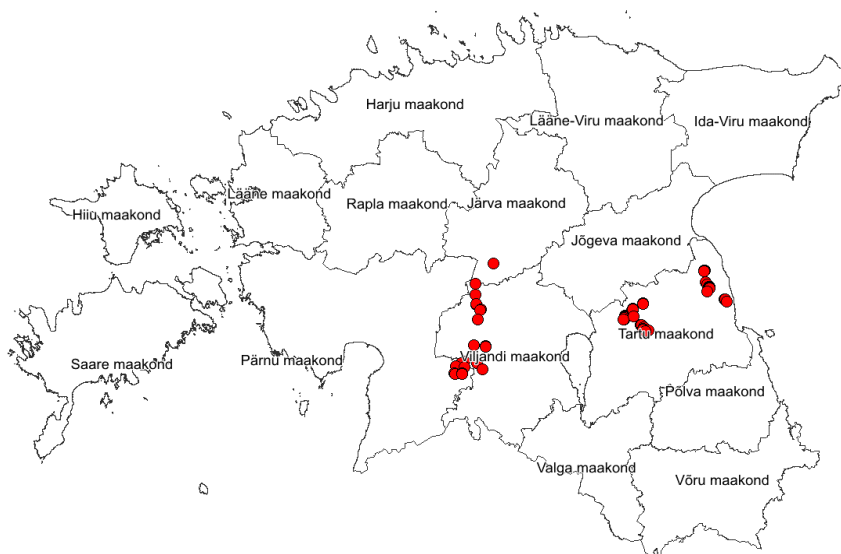 Harju maakond
Lääne-Viru maakond
Ida-Viru maakond
Lääne maakond
Rapla maakond
Järva maakond
Hiiu maakond
Jõgeva maakond
Tartu maakond
Saare maakond
Pärnu maakond
Viljandi maakond
Põlva maakond
Valga maakond
Võru maakond